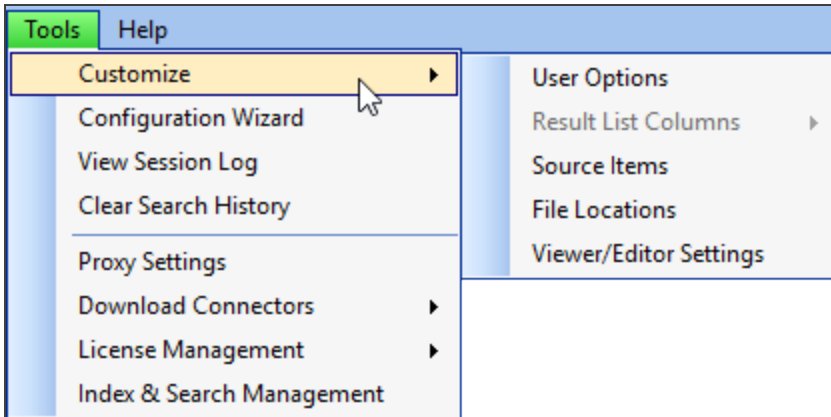 Tools Help
Customize
Configuration Wizard
View Session Log
Clear Search History
Proxy Settings
Download Connectors
License Management
Index & Search Management
User Options
Result List Columns
Source Items
File Locations
Viewer/Editor Settings